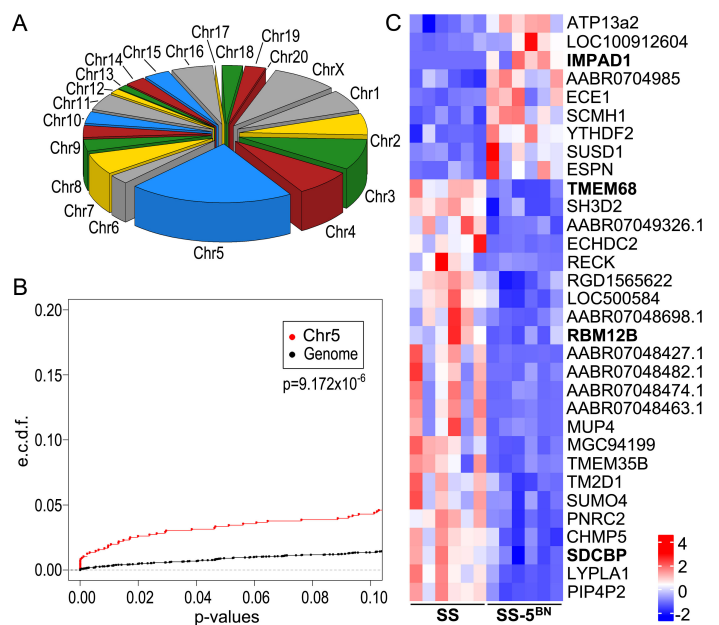 A
Chr17
Chr16
Chr18
Chr19
Chr15
Chr20
Chr14
ChrX
Chr13
Chr12
Chr1
Chr11
Chr10
Chr2
Chr9
Chr8
Chr3
Chr7
Chr4
Chr6
Chr5
B
0.20
0.15
0.10
0.05
0.00
e.c.d.f.
Chr5
Genome
p=9.172x10-6
0.00
0.02
0.04
0.06
0.08
0.10
p-values
C
ATP13a2
LOC100912604
IMPAD1
AABR0704985
ECE1
SCMH1
YTHDF2
SUSD1
ESPN
TMEM68
SH3D2
AABR07049326.1
ECHDC2
RECK
RGD1565622
LOC500584
AABR07048698.1
RBM12B
AABR07048427.1
AABR07048482.1
AABR07048474.1
AABR07048463.1
MUP4
MGC94199
TMEM35B
TM2D1
SUMO4
PNRC2
CHMP5
SDCBP
LYPLA1
PIP4P2
SS
SS-5BN
4
2
0
-2